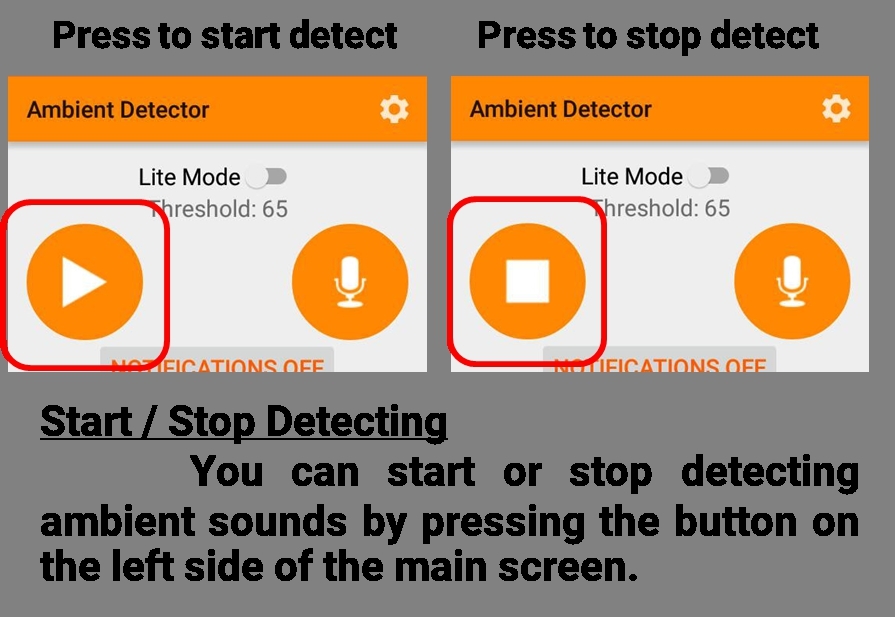 Press to start detect
Press to stop detect
Ambient Detector
Ambient Detector
Lite Mode
Threshold: 65
Lite Mode
Threshold: 65
NOTIFICATIONS OFF
NOTIFICATIONS OFF
Start / Stop Detecting
You can start or stop detecting
ambient sounds by pressing the button on
the left side of the main screen.